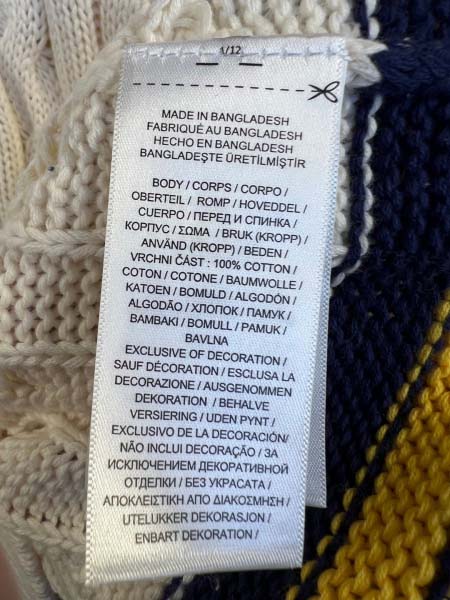 1/12
MADE IN BANGLADESH
FABRIQUÉ AU BANGLADESH
HECHO EN BANGLADESH
BANGLADEŞTE ÜRETİLMİŞTİR
BODY / CORPS / CORPO /
OBERTEIL / ROMP / HOVEDDEL /
CUERPO / ПЕРЕД И СПИНКА /
КОРПУС / ΣΩΜΑ / BRUK (KROPP) /
ANVÄND (KROPP) / BEDEN /
VRCHNI ČÁST : 100% COTTON /
COTON / COTONE / BAUMWOLLE /
KATOEN / BOMULD / ALGODÓN /
ALGODÃO / ХЛОПОК / ПАМУК /
BAMBAKI / BOMULL / PAMUK /
BAVLNA
EXCLUSIVE OF DECORATION /
SAUF DÉCORATION / ESCLUSA LA
DECORAZIONE / AUSGENOMMEN
DEKORATION / BEHALVE
VERSIERING / UDEN PYNT /
EXCLUSIVO DE LA DECORACIÓN/
NÃO INCLUI DECORAÇÃO / ЗА
ИСКЛЮЧЕНИЕМ ДЕКОРАТИВНОЙ
ОТДЕЛКИ / БЕЗ УКРАСАТА /
ΑΠΟΚΛΕΙΣΤΙΚΗ ΑΠΟ ΔΙΑΚΟΣΜΗΣΗ /
UTELUKKER DEKORASJON /
ENBART DEKORATION /